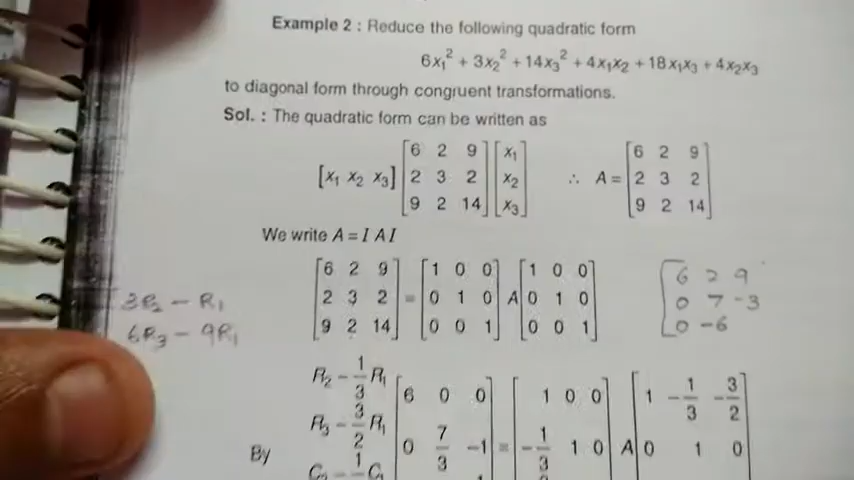 Example 2 : Reduce the following quadratic form
6x₁² + 3x₂² + 14x₃² + 4x₁x₂ + 18x₁x₃ + 4x₂x₃
to diagonal form through congruent transformations.
Sol. : The quadratic form can be written as
[x₁ x₂ x₃] [6 2 9] [x₁] ∴ A = [6 2 9]
[2 3 2] [x₂] [2 3 2]
[9 2 14] [x₃] [9 2 14]
We write A = I A I
[6 2 9] = [1 0 0] A [1 0 0] [6 2 9
[2 3 2] [0 1 0] [0 1 0] 0 7 -3
[9 2 14] [0 0 1] [0 0 1] 0 -6
3R₂ - R₁
6R₃ - 9R₁
R₂ - 1/3 R₁
R₃ - 3/2 R₁
By C₂ - 1/3 C₁
[6 0 0] = [1 0 0] A [1 -1/3 -3/2]
[0 7/3 -1] [-1/3 1 0] [0 1 0]